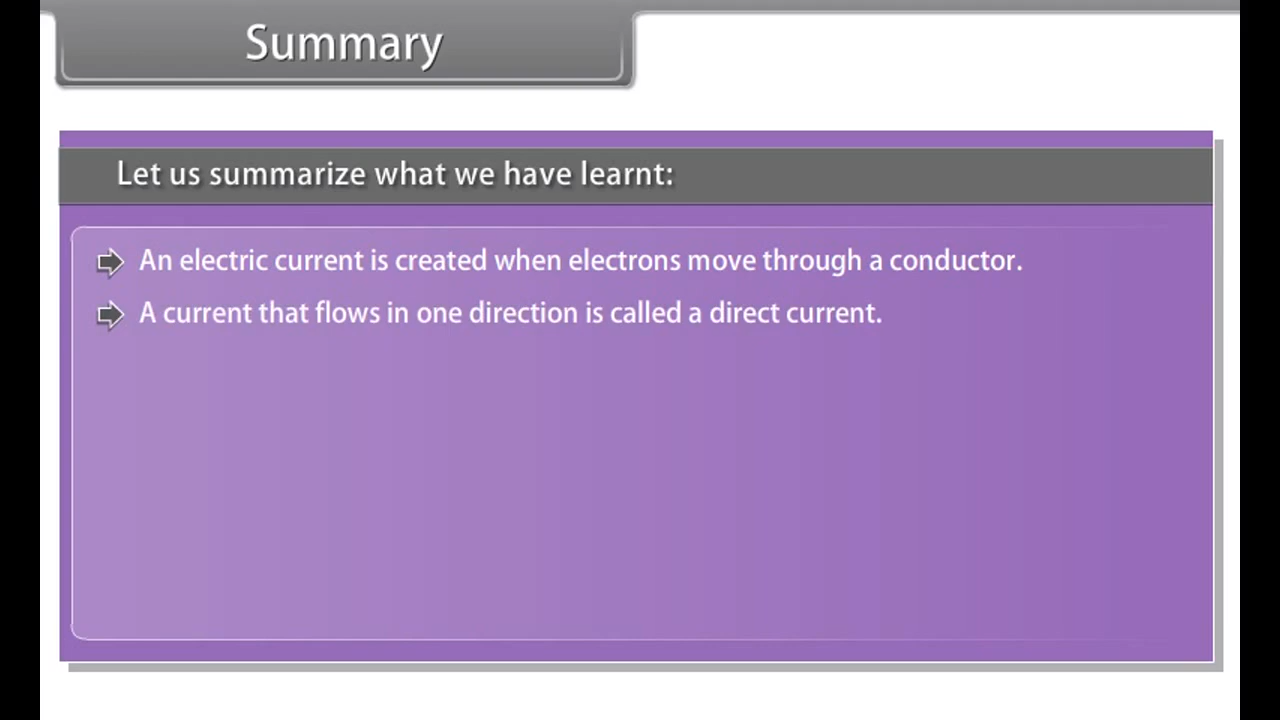 Summary
Let us summarize what we have learnt:
An electric current is created when electrons move through a conductor.
A current that flows in one direction is called a direct current.